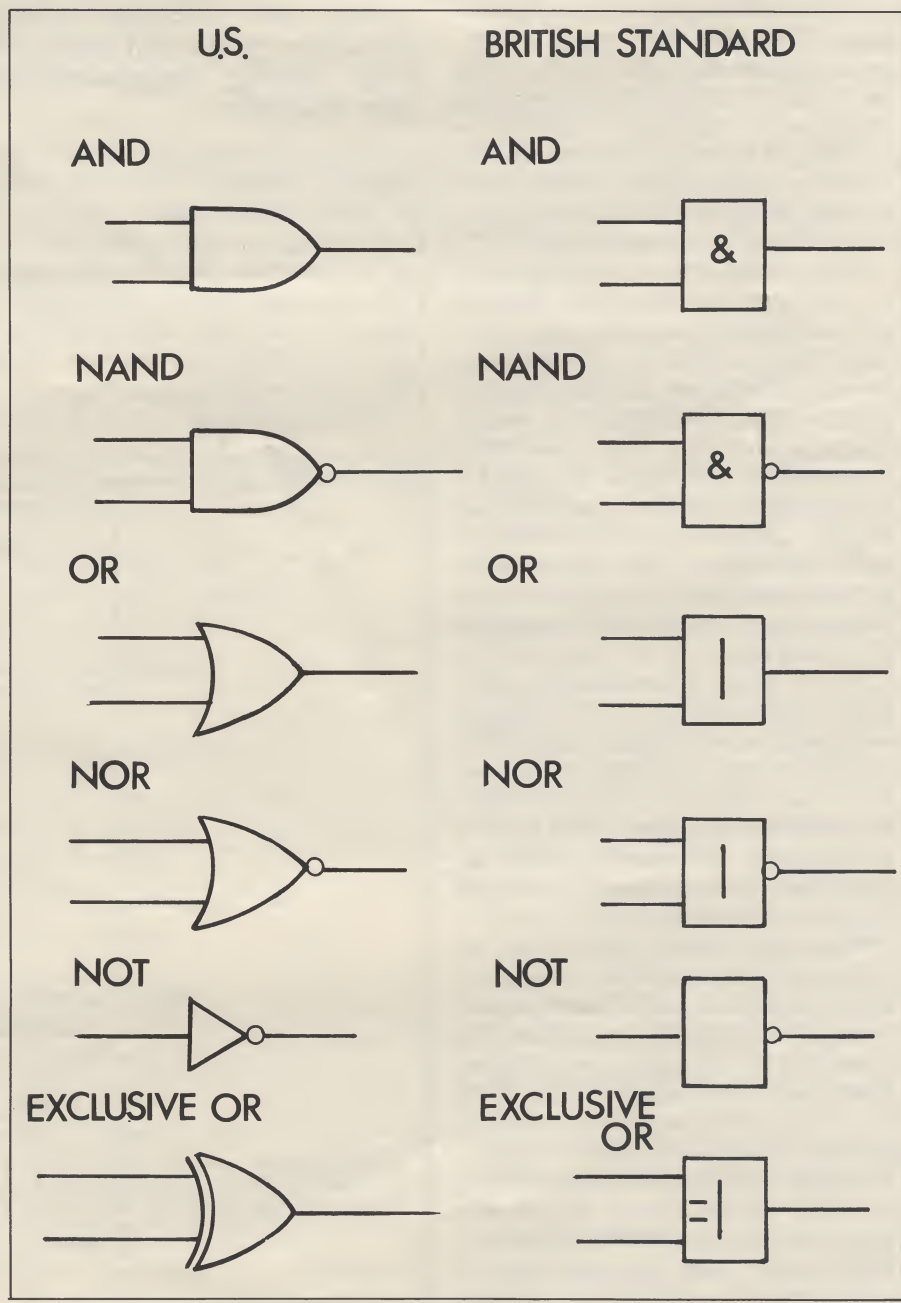 U.S. BRITISH STANDARD
AND AND
&
NAND NAND
&
OR OR
|
NOR NOR
|
NOT NOT
EXCLUSIVE OR EXCLUSIVE
OR
=|